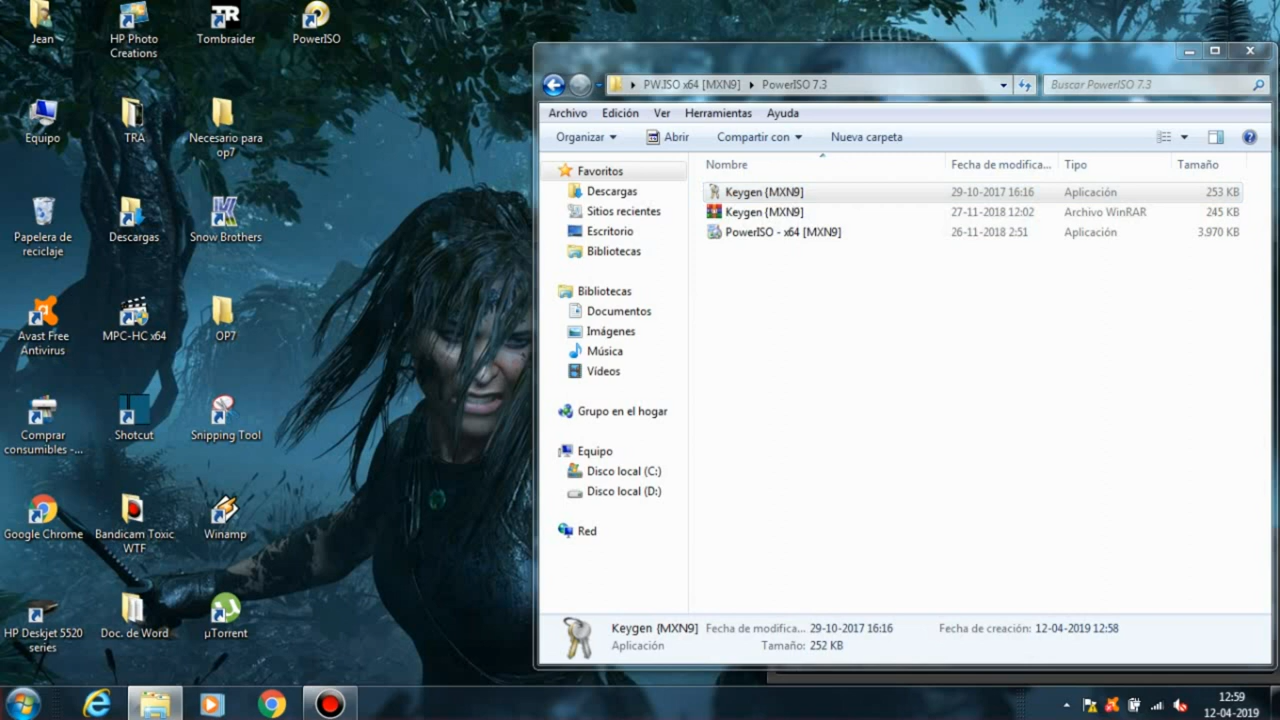 Jean
HP Photo
Creations
Tombraider
PowerISO
Equipo
TRA
Necesario para
op7
Papelera de
reciclaje
Descargas
Snow Brothers
Avast Free
Antivirus
MPC-HC x64
OP7
Comprar
consumibles -...
Shotcut
Snipping Tool
Google Chrome
Bandicam Toxic
WTF
Winamp
HP Deskjet 5520
series
Doc. de Word
µTorrent
PW.ISO x64 [MXN9] PowerISO 7.3
Buscar PowerISO 7.3
Archivo Edición Ver Herramientas Ayuda
Organizar Abrir Compartir con Nueva carpeta
Favoritos
Descargas
Sitios recientes
Escritorio
Bibliotecas
Bibliotecas
Documentos
Imágenes
Música
Vídeos
Grupo en el hogar
Equipo
Disco local (C:)
Disco local (D:)
Red
Nombre Fecha de modifica... Tipo Tamaño
Keygen {MXN9] 29-10-2017 16:16 Aplicación 253 KB
Keygen {MXN9] 27-11-2018 12:02 Archivo WinRAR 245 KB
PowerISO - x64 [MXN9] 26-11-2018 2:51 Aplicación 3.970 KB
Keygen {MXN9] Fecha de modifica... 29-10-2017 16:16 Fecha de creación: 12-04-2019 12:58
Aplicación Tamaño: 252 KB
12:59
12-04-2019